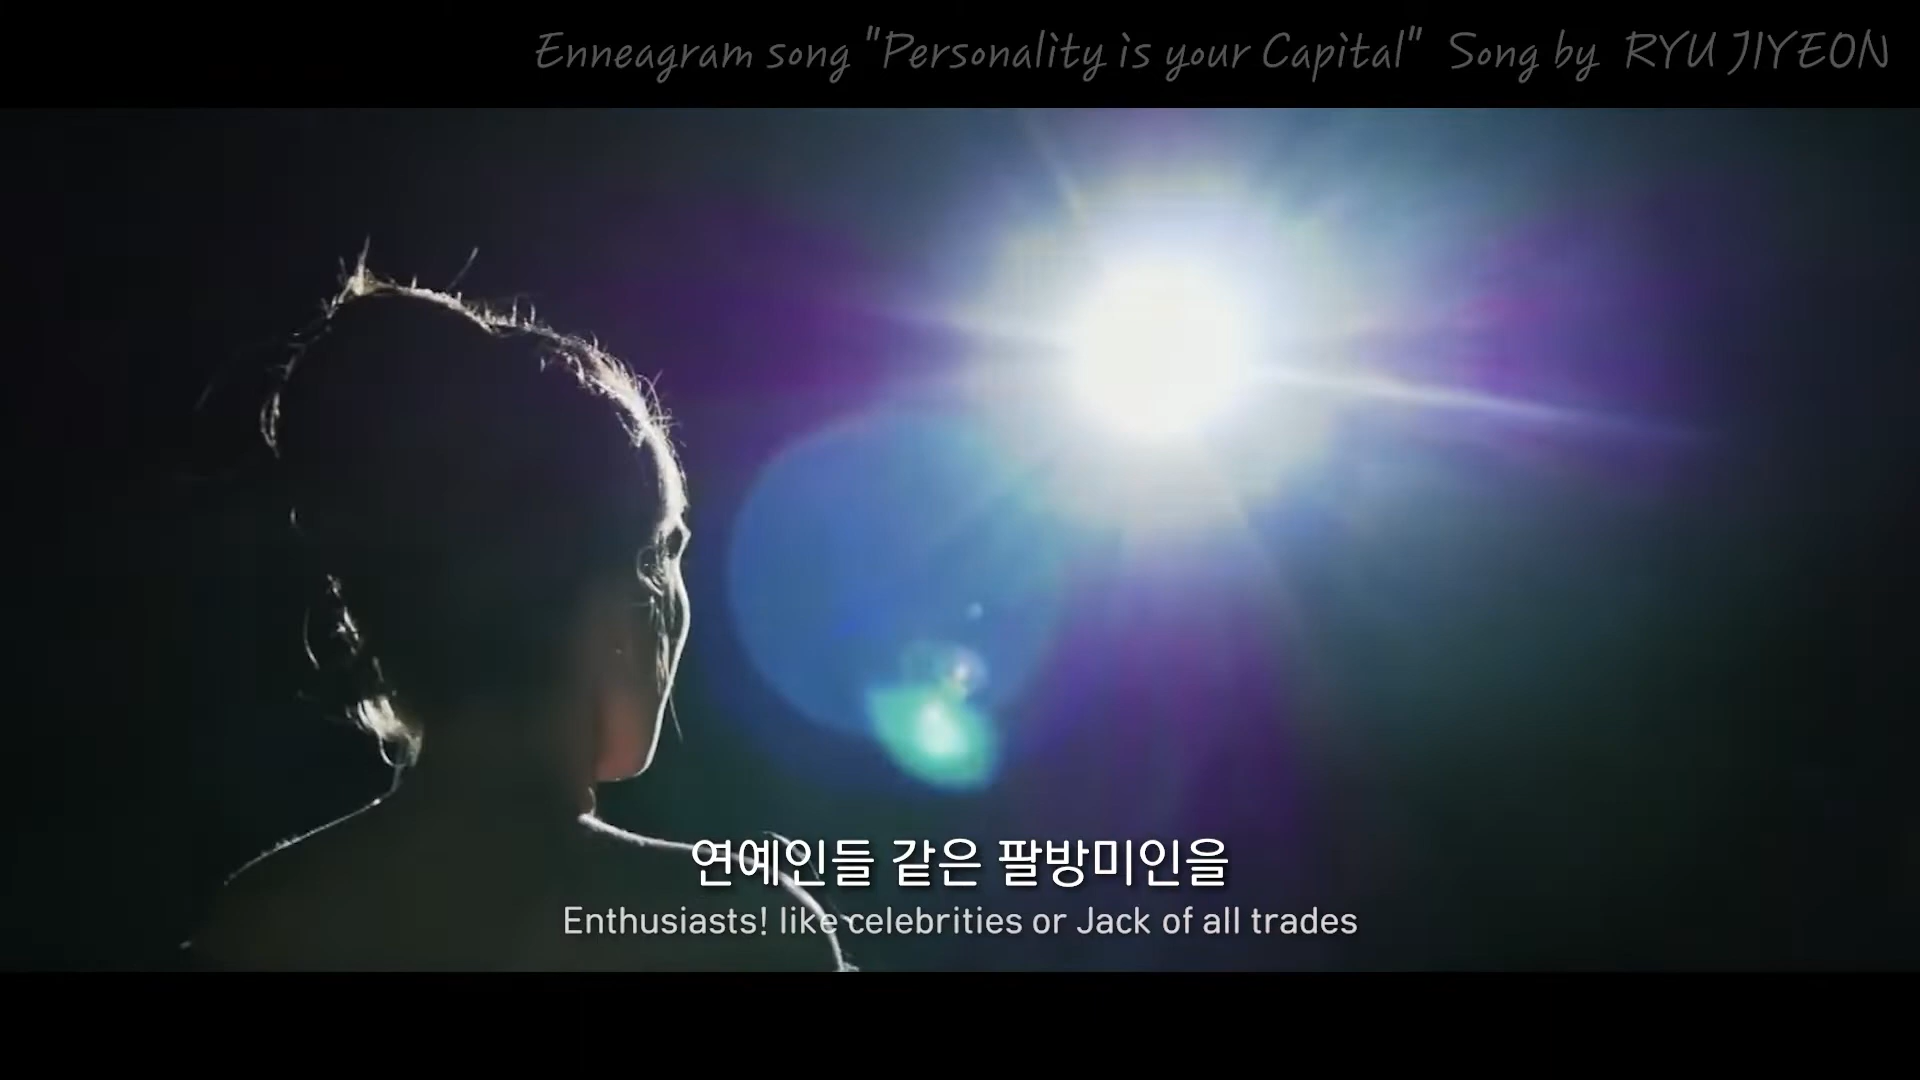 Enneagram song "Personality is your Capital" Song by RYU JIYEON
연예인들 같은 팔방미인을
Enthusiasts! like celebrities or Jack of all trades